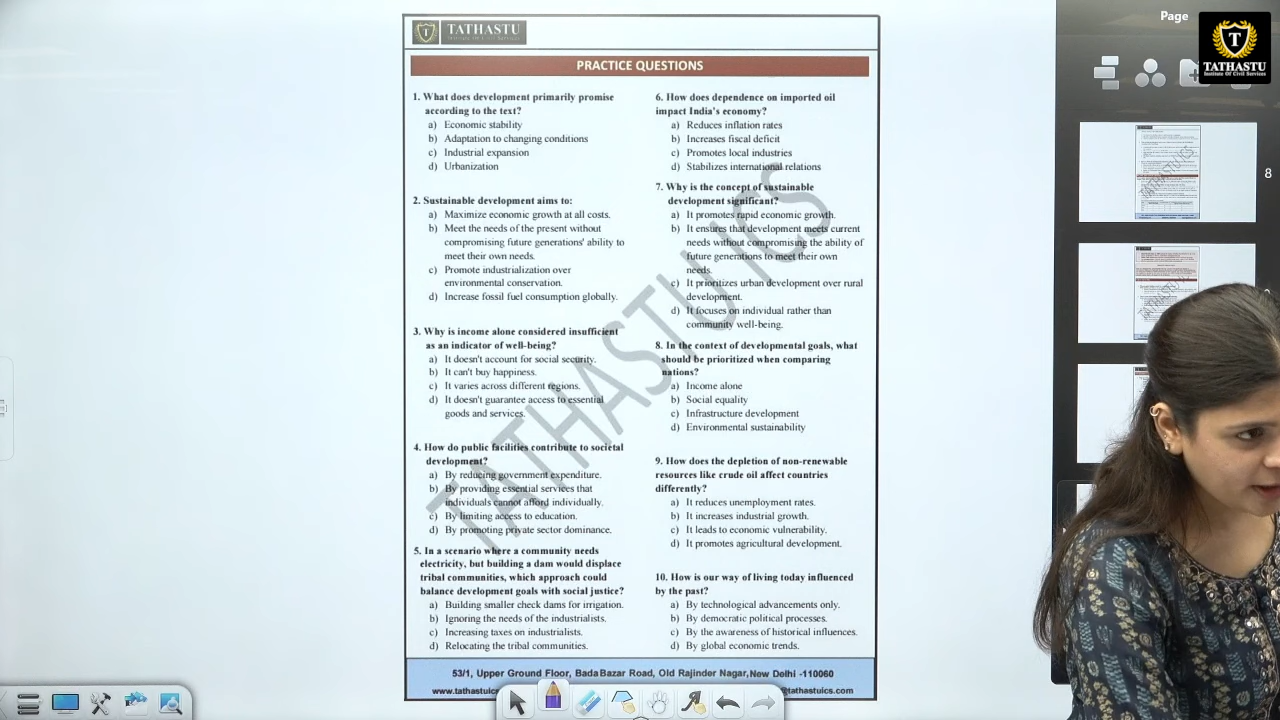 Page
TATHASTU
Institute Of Civil Services
8
TATHASTU
Institute Of Civil Services
PRACTICE QUESTIONS
1. What does development primarily promise
according to the text?
a) Economic stability
b) Adaptation to changing conditions
c) Industrial expansion
d) Urbanization
2. Sustainable development aims to:
a) Maximize economic growth at all costs.
b) Meet the needs of the present without
compromising future generations' ability to
meet their own needs.
c) Promote industrialization over
environmental conservation.
d) Increase fossil fuel consumption globally.
3. Why is income alone considered insufficient
as an indicator of well-being?
a) It doesn't account for social security.
b) It can't buy happiness.
c) It varies across different regions.
d) It doesn't guarantee access to essential
goods and services.
4. How do public facilities contribute to societal
development?
a) By reducing government expenditure.
b) By providing essential services that
individuals cannot afford individually.
c) By limiting access to education.
d) By promoting private sector dominance.
5. In a scenario where a community needs
electricity, but building a dam would displace
tribal communities, which approach could
balance development goals with social justice?
a) Building smaller check dams for irrigation.
b) Ignoring the needs of the industrialists.
c) Increasing taxes on industrialists.
d) Relocating the tribal communities.
6. How does dependence on imported oil
impact India's economy?
a) Reduces inflation rates
b) Increases fiscal deficit
c) Promotes local industries
d) Stabilizes international relations
7. Why is the concept of sustainable
development significant?
a) It promotes rapid economic growth.
b) It ensures that development meets current
needs without compromising the ability of
future generations to meet their own
needs.
c) It prioritizes urban development over rural
development.
d) It focuses on individual rather than
community well-being.
8. In the context of developmental goals, what
should be prioritized when comparing
nations?
a) Income alone
b) Social equality
c) Infrastructure development
d) Environmental sustainability
9. How does the depletion of non-renewable
resources like crude oil affect countries
differently?
a) It reduces unemployment rates.
b) It increases industrial growth.
c) It leads to economic vulnerability.
d) It promotes agricultural development.
10. How is our way of living today influenced
by the past?
a) By technological advancements only.
b) By democratic political processes.
c) By the awareness of historical influences.
d) By global economic trends.
TATHASTU ICS
53/1, Upper Ground Floor, Bada Bazar Road, Old Rajinder Nagar, New Delhi -110060
www.tathastuics
@tathastuics.com